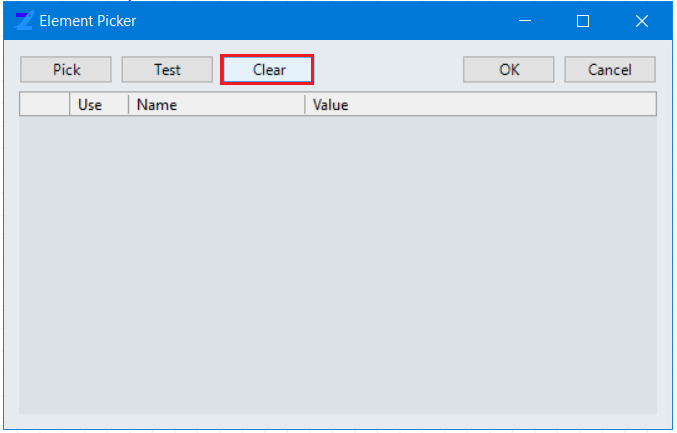 Element Picker
Pick Test Clear OK Cancel
Use Name Value